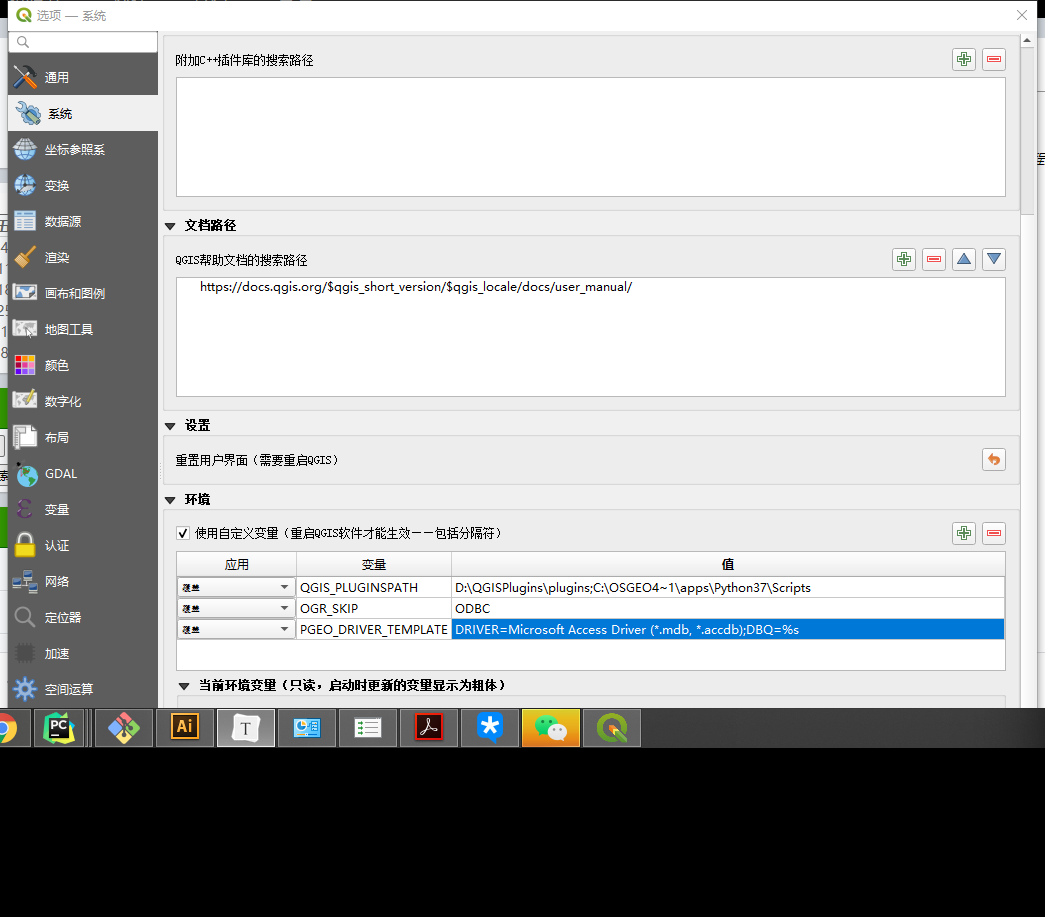 选项 — 系统
附加C++插件库的搜索路径
通用
系统
坐标参照系
变换
数据源
渲染
画布和图例
地图工具
颜色
数字化
布局
GDAL
变量
认证
网络
定位器
加速
空间运算
文档路径
QGIS帮助文档的搜索路径
https://docs.qgis.org/$qgis_short_version/$qgis_locale/docs/user_manual/
设置
重置用户界面（需要重启QGIS）
环境
使用自定义变量（重启QGIS软件才能生效——包括分隔符）
应用 变量 值
覆盖 QGIS_PLUGINSPATH D:\QGISPlugins\plugins;C:\OSGEO4~1\apps\Python37\Scripts
覆盖 OGR_SKIP ODBC
覆盖 PGEO_DRIVER_TEMPLATE DRIVER=Microsoft Access Driver (*.mdb, *.accdb);DBQ=%s
当前环境变量（只读，启动时更新的变量显示为粗体）
PC Ai T